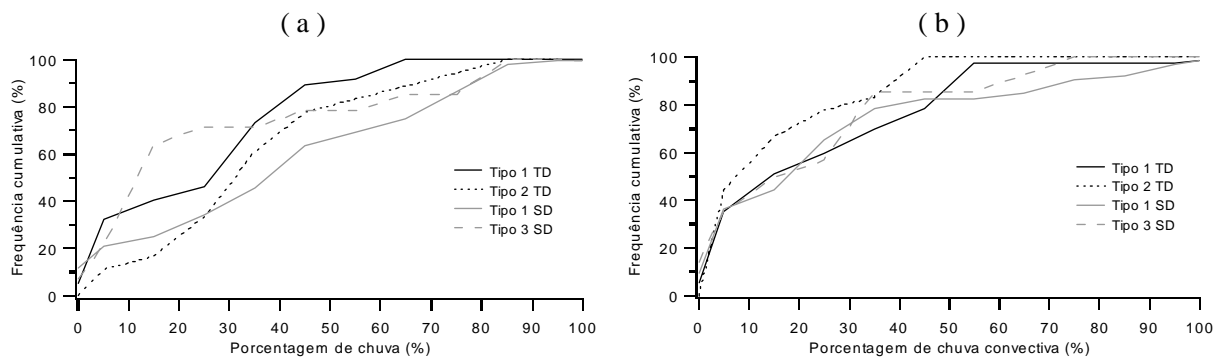 ( a )
Frequência cumulativa (%)
100
80
60
40
20
0
Tipo 1 TD
Tipo 2 TD
Tipo 1 SD
Tipo 3 SD
0 10 20 30 40 50 60 70 80 90 100
Porcentagem de chuva (%)
( b )
Frequência cumulativa (%)
100
80
60
40
20
0
Tipo 1 TD
Tipo 2 TD
Tipo 1 SD
Tipo 3 SD
0 10 20 30 40 50 60 70 80 90 100
Porcentagem de chuva convectiva (%)